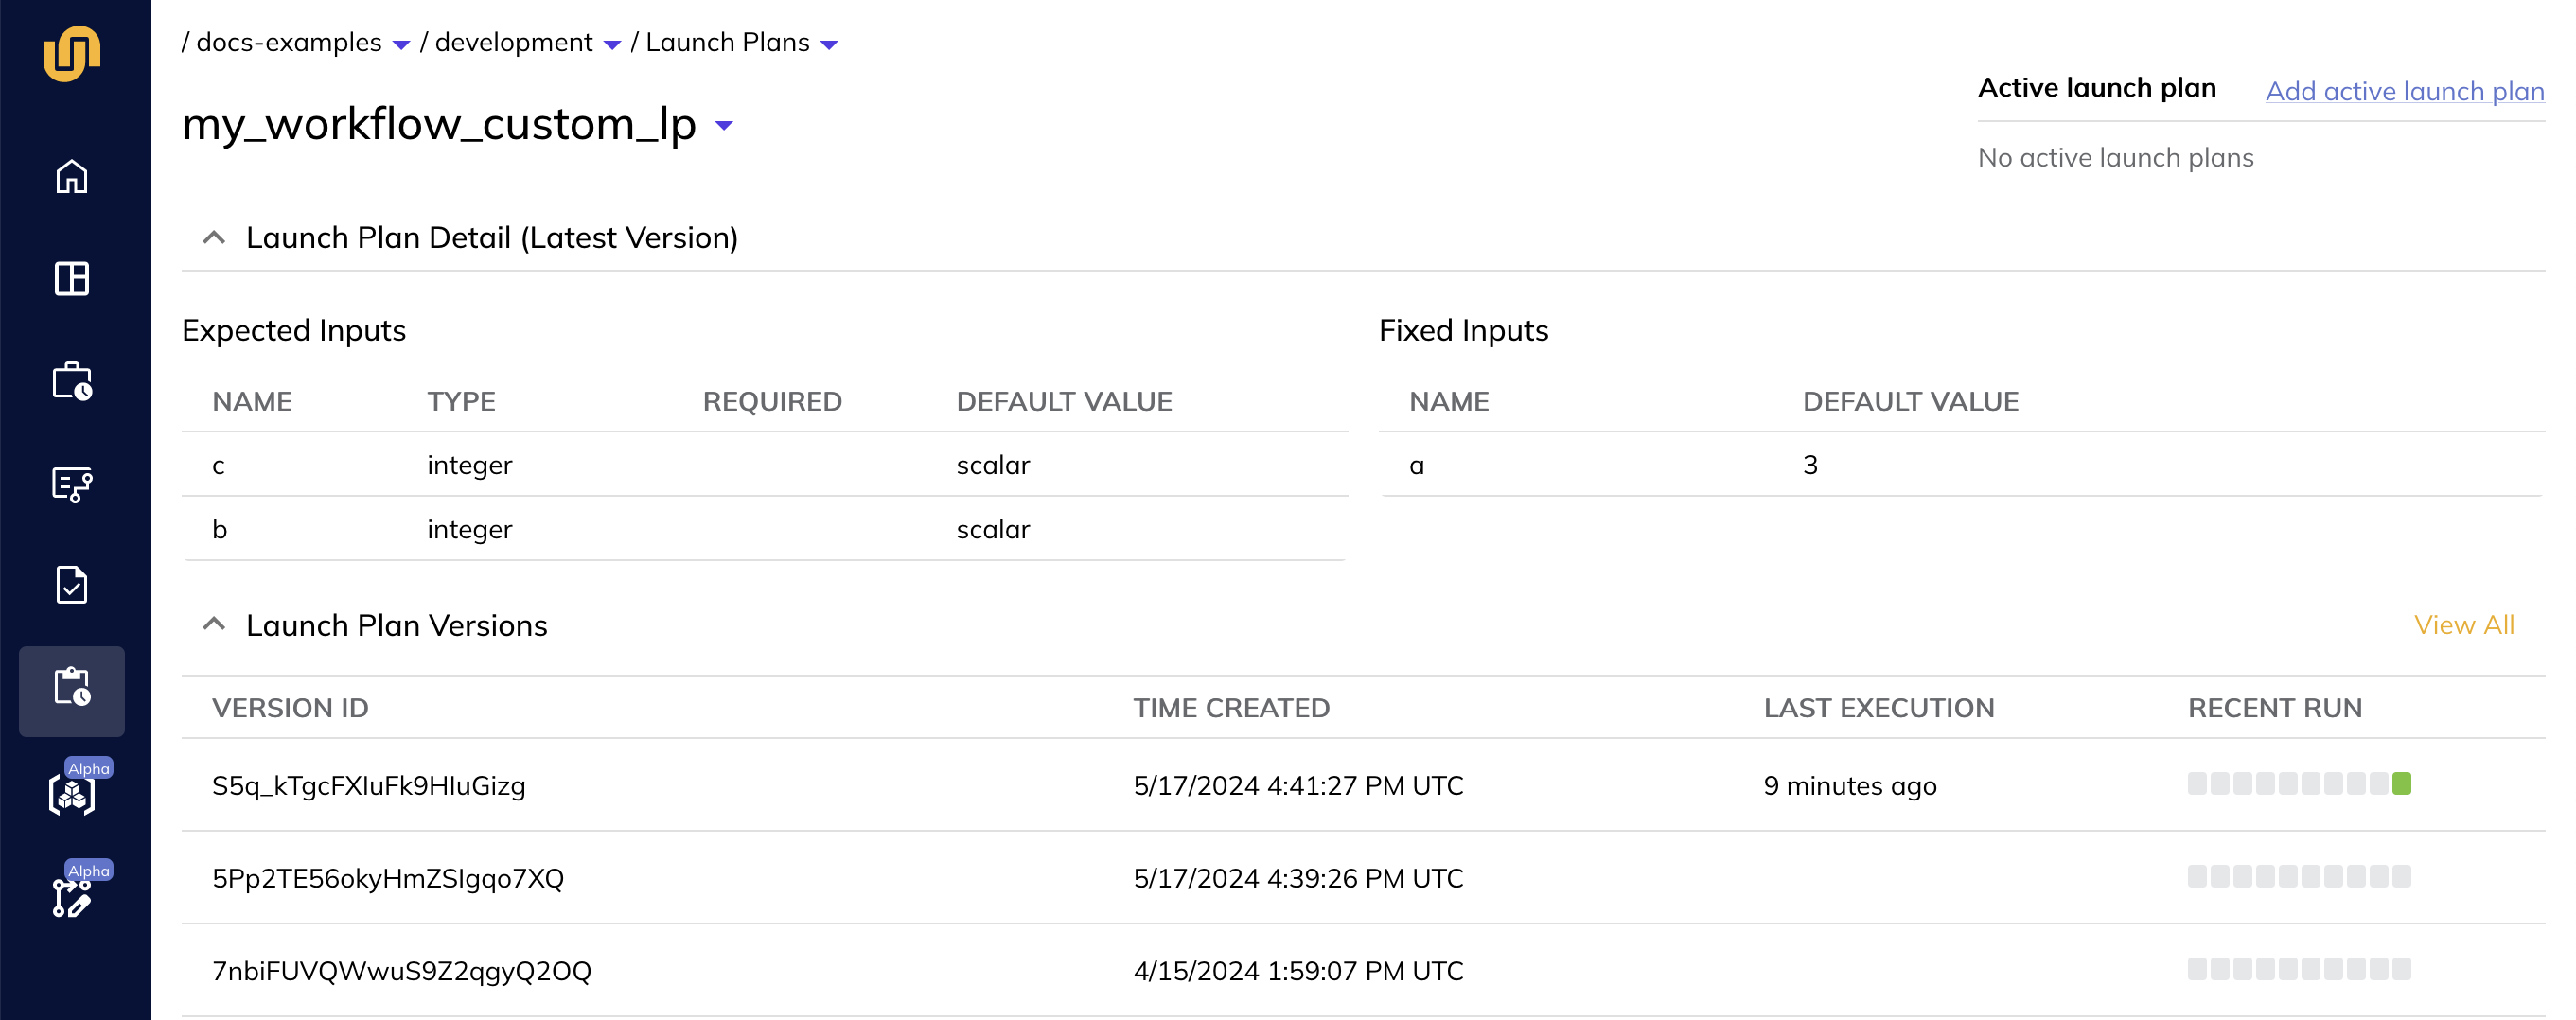 / docs-examples / development / Launch Plans
Active launch plan Add active launch plan
my_workflow_custom_lp
No active launch plans
Launch Plan Detail (Latest Version)
Expected Inputs Fixed Inputs
NAME TYPE REQUIRED DEFAULT VALUE NAME DEFAULT VALUE
c integer scalar a 3
b integer scalar
Launch Plan Versions View All
VERSION ID TIME CREATED LAST EXECUTION RECENT RUN
Alpha
S5q_kTgcFXIuFk9HluGizg 5/17/2024 4:41:27 PM UTC 9 minutes ago
Alpha
5Pp2TE56okyHmZSIgqo7XQ 5/17/2024 4:39:26 PM UTC
7nbiFUVQWwuS9Z2qgyQ2OQ 4/15/2024 1:59:07 PM UTC